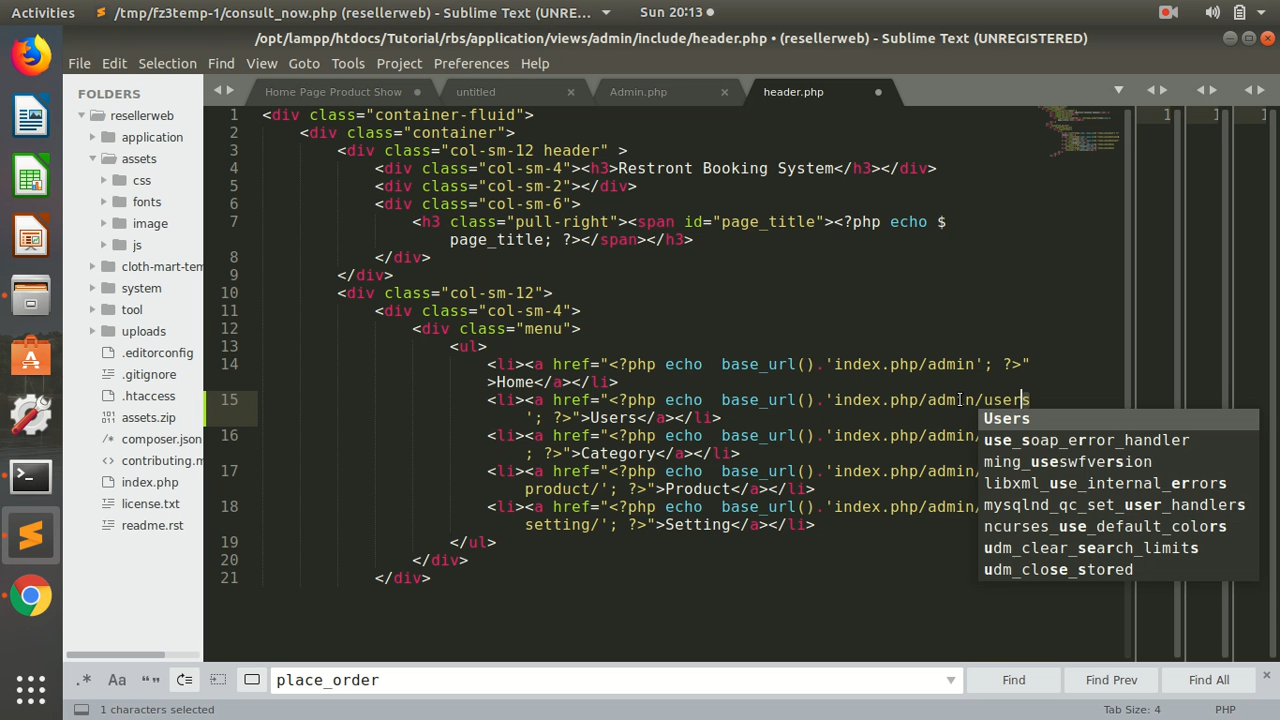 Activities
/tmp/fz3temp-1/consult_now.php (resellerweb) - Sublime Text (UNRE...
Sun 20:13
/opt/lampp/htdocs/Tutorial/rbs/application/views/admin/include/header.php • (resellerweb) - Sublime Text (UNREGISTERED)
File Edit Selection Find View Goto Tools Project Preferences Help
FOLDERS
resellerweb
application
assets
css
fonts
image
js
cloth-mart-tem
system
tool
uploads
.editorconfig
.gitignore
.htaccess
assets.zip
composer.json
contributing.m
index.php
license.txt
readme.rst
Home Page Product Show
untitled
Admin.php
header.php
1 <div class="container-fluid">
2 <div class="container">
3 <div class="col-sm-12 header" >
4 <div class="col-sm-4"><h3>Restront Booking System</h3></div>
5 <div class="col-sm-2"></div>
6 <div class="col-sm-6">
7 <h3 class="pull-right"><span id="page_title"><?php echo $
page_title; ?></span></h3>
8 </div>
9 </div>
10 <div class="col-sm-12">
11 <div class="col-sm-4">
12 <div class="menu">
13 <ul>
14 <li><a href="<?php echo  base_url().'index.php/admin'; ?>"
>Home</a></li>
15 <li><a href="<?php echo  base_url().'index.php/admin/users
'; ?>">Users</a></li>
16 <li><a href="<?php echo  base_url().'index.php/admin/
; ?>">Category</a></li>
17 <li><a href="<?php echo  base_url().'index.php/admin/
product/'; ?>">Product</a></li>
18 <li><a href="<?php echo  base_url().'index.php/admin/
setting/'; ?>">Setting</a></li>
19 </ul>
20 </div>
21 </div>
Users
use_soap_error_handler
ming_useswfversion
libxml_use_internal_errors
mysqlnd_qc_set_user_handlers
ncurses_use_default_colors
udm_clear_search_limits
udm_close_stored
1 1 1
.* Aa “” place_order Find Find Prev Find All
1 characters selected
Tab Size: 4
PHP